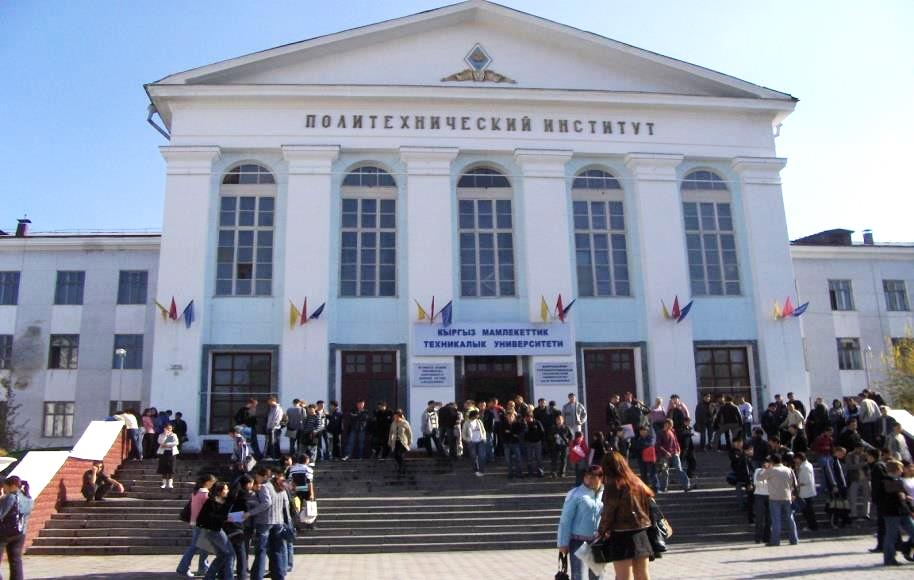 ПОЛИТЕХНИЧЕСКИЙ ИНСТИТУТ
КЫРГЫЗ МАМЛЕКЕТТИК
ТЕХНИКАЛЫК УНИВЕРСИТЕТИ